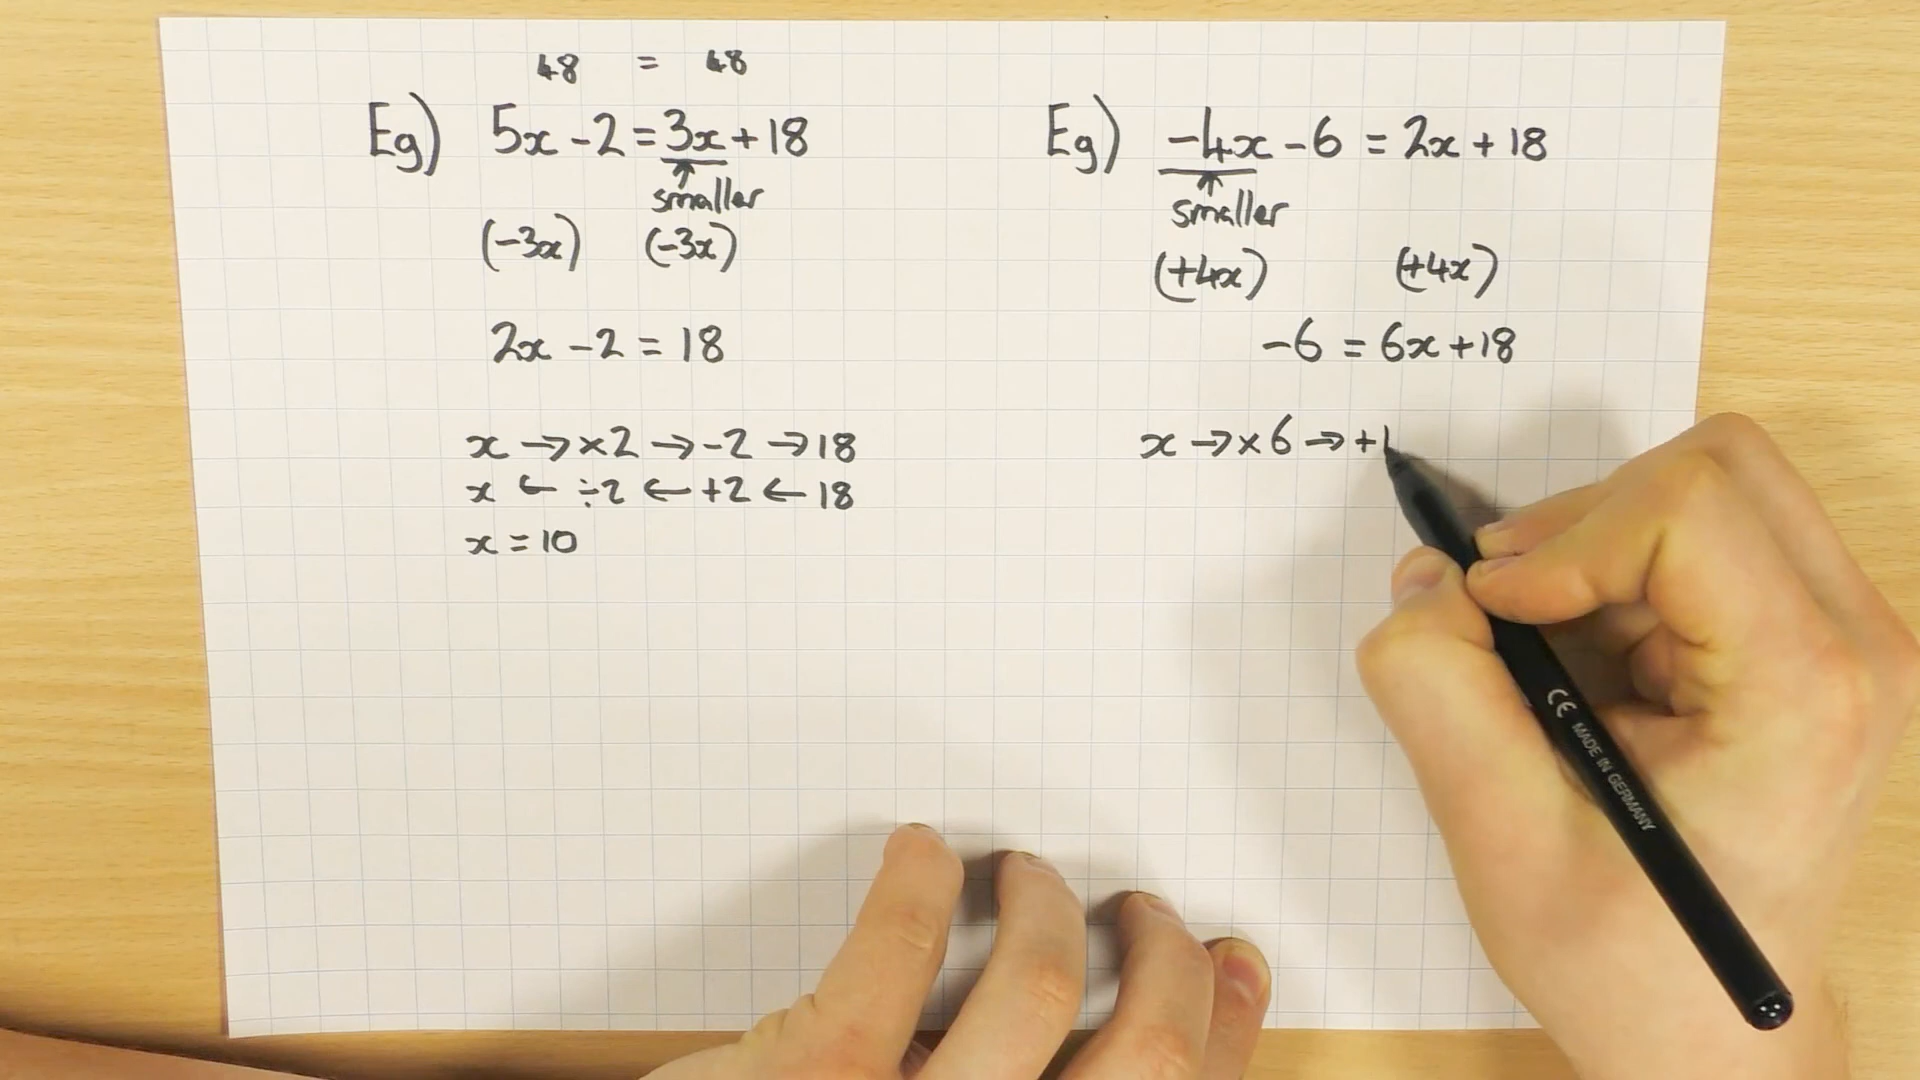 48 = 48
Eg) 5x - 2 = 3x + 18
smaller
(-3x) (-3x)
2x - 2 = 18
x → ×2 → -2 → 18
x ← ÷2 ← +2 ← 18
x = 10
Eg) -4x - 6 = 2x + 18
smaller
(+4x) (+4x)
-6 = 6x + 18
x → ×6 → +1
CE MADE IN GERMANY